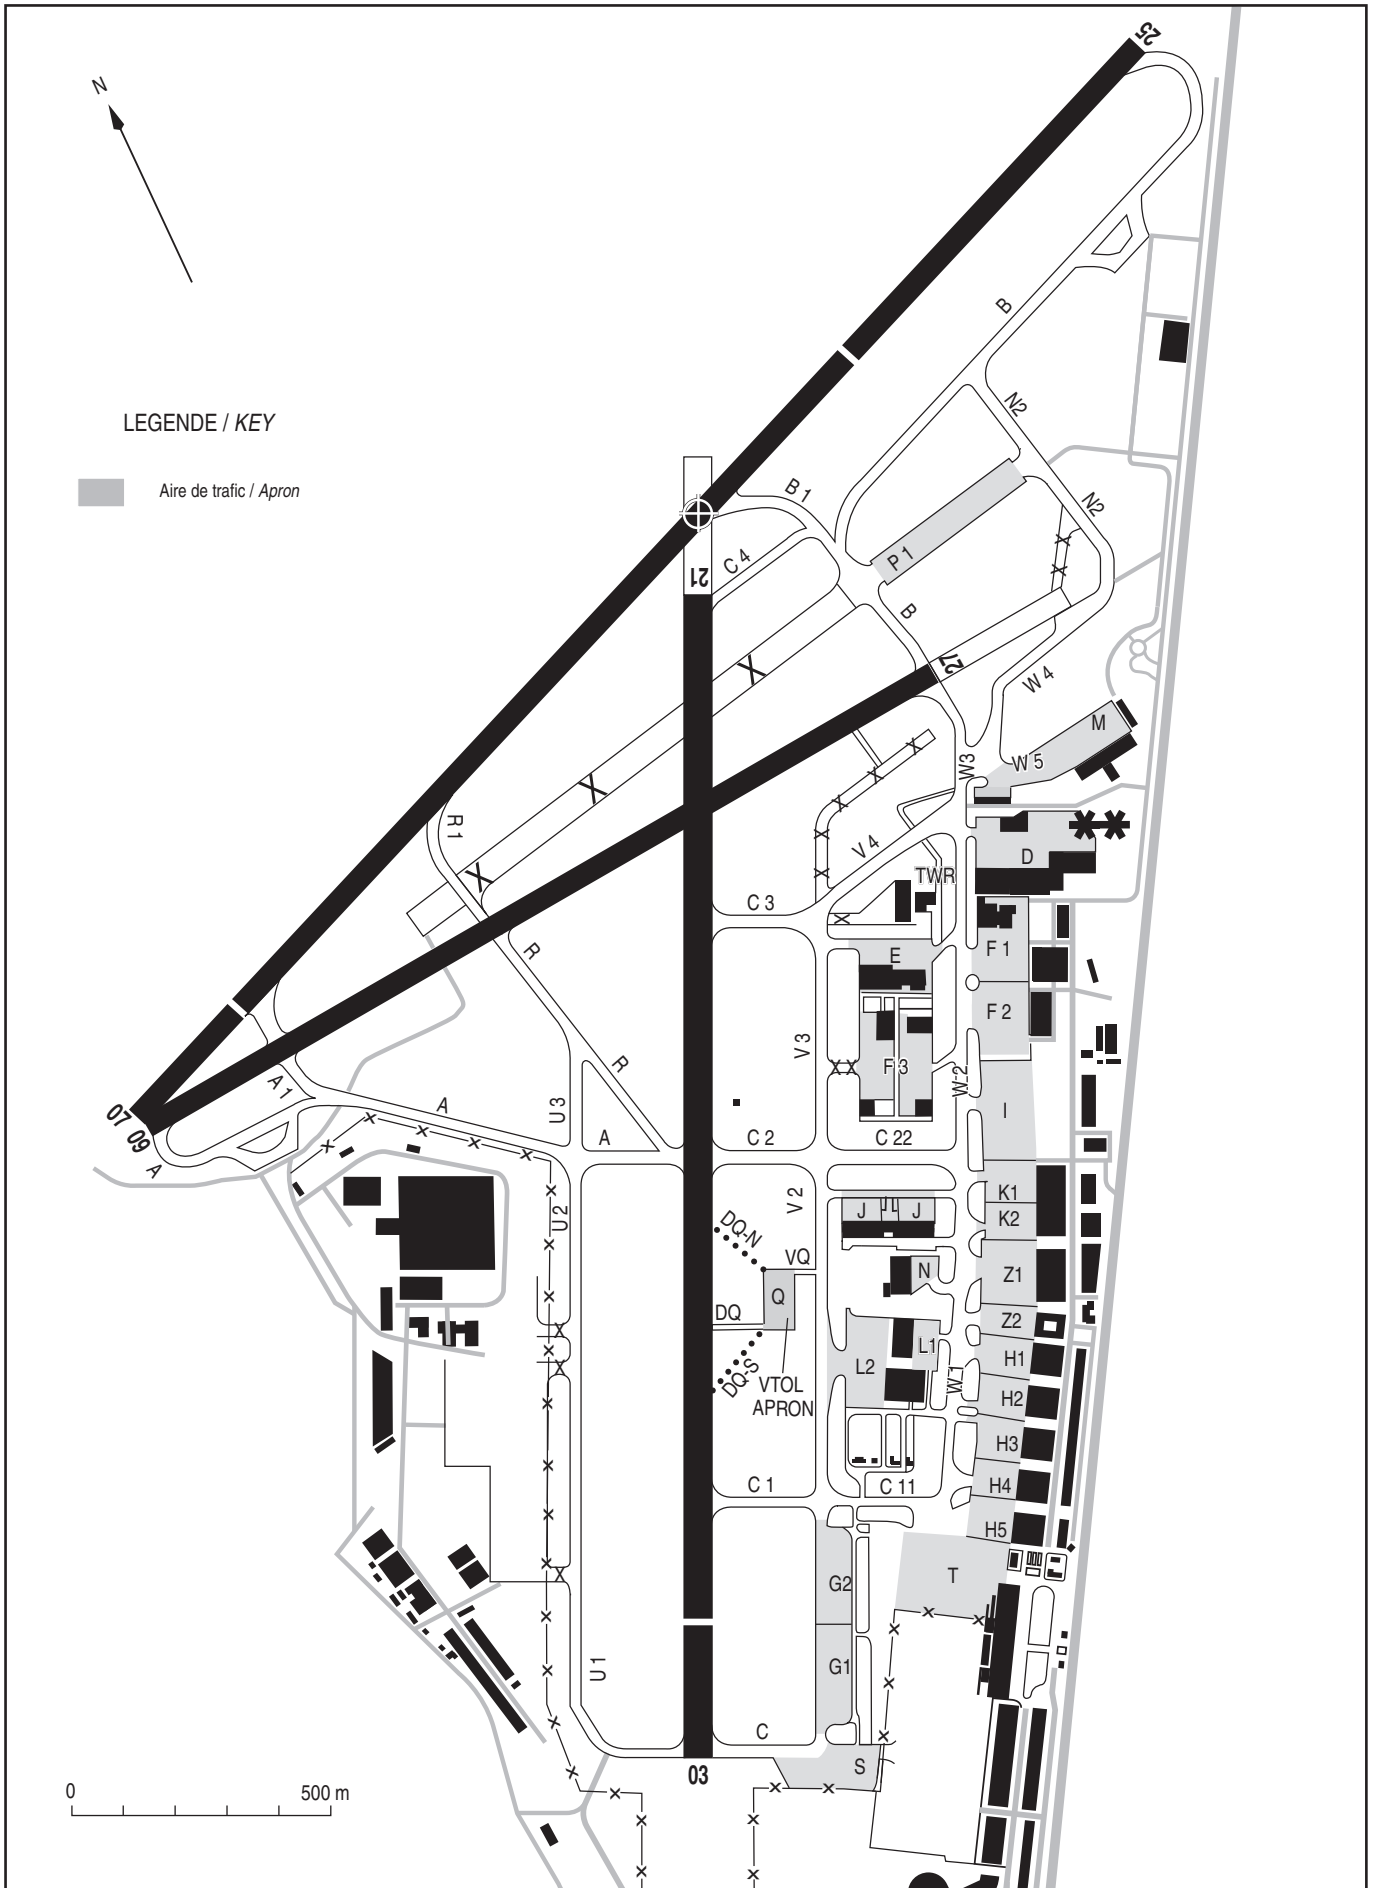 25
N
B
LEGENDE / KEY
N2
Aire de trafic / Apron
B 1
N2
C 4
P 1
21
B
27
W 4
M
W3
W 5
R 1
V 4
D
TWR
C 3
R
E
F 1
F 2
V 3
R
F 3
W 2
A 1
I
07
09
A
U 3
A
C 2
C 22
A
K1
V 2
J
J
K2
U 2
DQ-N
VQ
N
Z1
Q
DQ
Z2
L1
H1
L2
DQ-S
VTOL
APRON
W 1
H2
H3
C 1
C 11
H4
H5
T
G2
U 1
G1
C
S
03
0
500 m